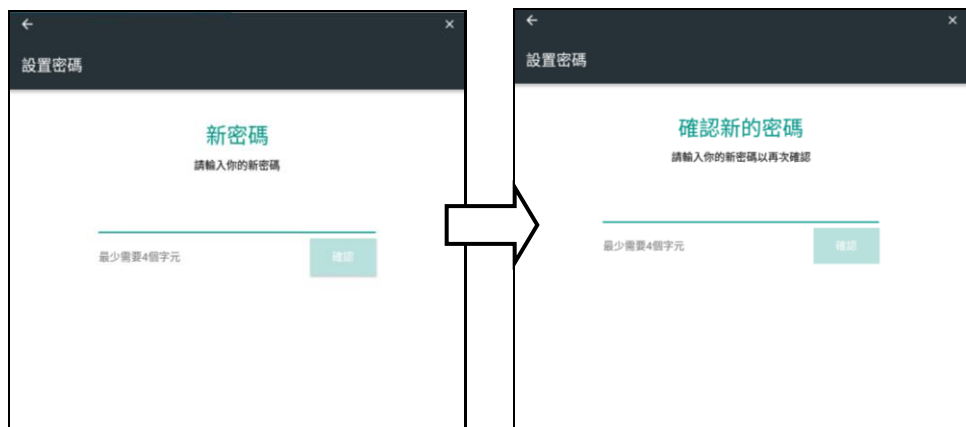 設置密碼
新密碼
請輸入你的新密碼
最少需要4個字元
確認
設置密碼
確認新的密碼
請輸入你的新密碼以再次確認
最少需要4個字元
確認